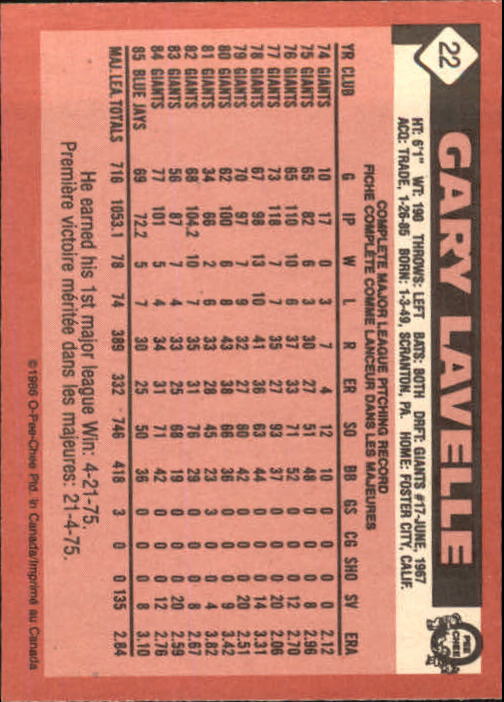 22
GARY LAVELLE
O PEE CHEE
HT: 6'1" WT: 190 THROWS: LEFT BATS: BOTH DRFT: GIANTS #17-JUNE, 1967
ACQ: TRADE, 1-26-85 BORN: 1-3-49, SCRANTON, PA. HOME: FOSTER CITY, CALIF.
COMPLETE MAJOR LEAGUE PITCHING RECORD
FICHE COMPLÈTE COMME LANCEUR DANS LES MAJEURES
YR CLUB G IP W L R ER SO BB GS CG SHO SV ERA
74 GIANTS 10 17 0 3 7 4 12 10 0 0 0 0 2.12
75 GIANTS 65 82 6 3 30 27 51 48 0 0 0 8 2.96
76 GIANTS 65 110 10 6 37 33 71 52 0 0 0 12 2.70
77 GIANTS 73 118 7 7 35 27 93 37 0 0 0 20 2.06
78 GIANTS 67 98 13 10 41 36 63 44 0 0 0 14 3.31
79 GIANTS 70 97 7 9 32 27 80 42 0 0 0 20 2.51
80 GIANTS 62 100 6 8 43 38 66 36 0 0 0 9 3.42
81 GIANTS 34 66 2 6 33 28 45 23 3 0 0 4 3.82
82 GIANTS 68 104.2 10 7 35 31 76 29 0 0 0 8 2.67
83 GIANTS 56 87 7 4 33 25 68 19 0 0 0 20 2.59
84 GIANTS 77 101 5 4 34 31 71 42 0 0 0 12 2.76
85 BLUE JAYS 69 72.2 5 7 30 25 50 36 0 0 0 8 3.10
MAJ. LEA. TOTALS 716 1053.1 78 74 389 332 746 418 3 0 0 135 2.84
He earned his 1st major league Win: 4-21-75.
Première victoire méritée dans les majeures: 21-4-75.
©1986 O-Pee-Chee Ptd. in Canada/Imprimé au Canada